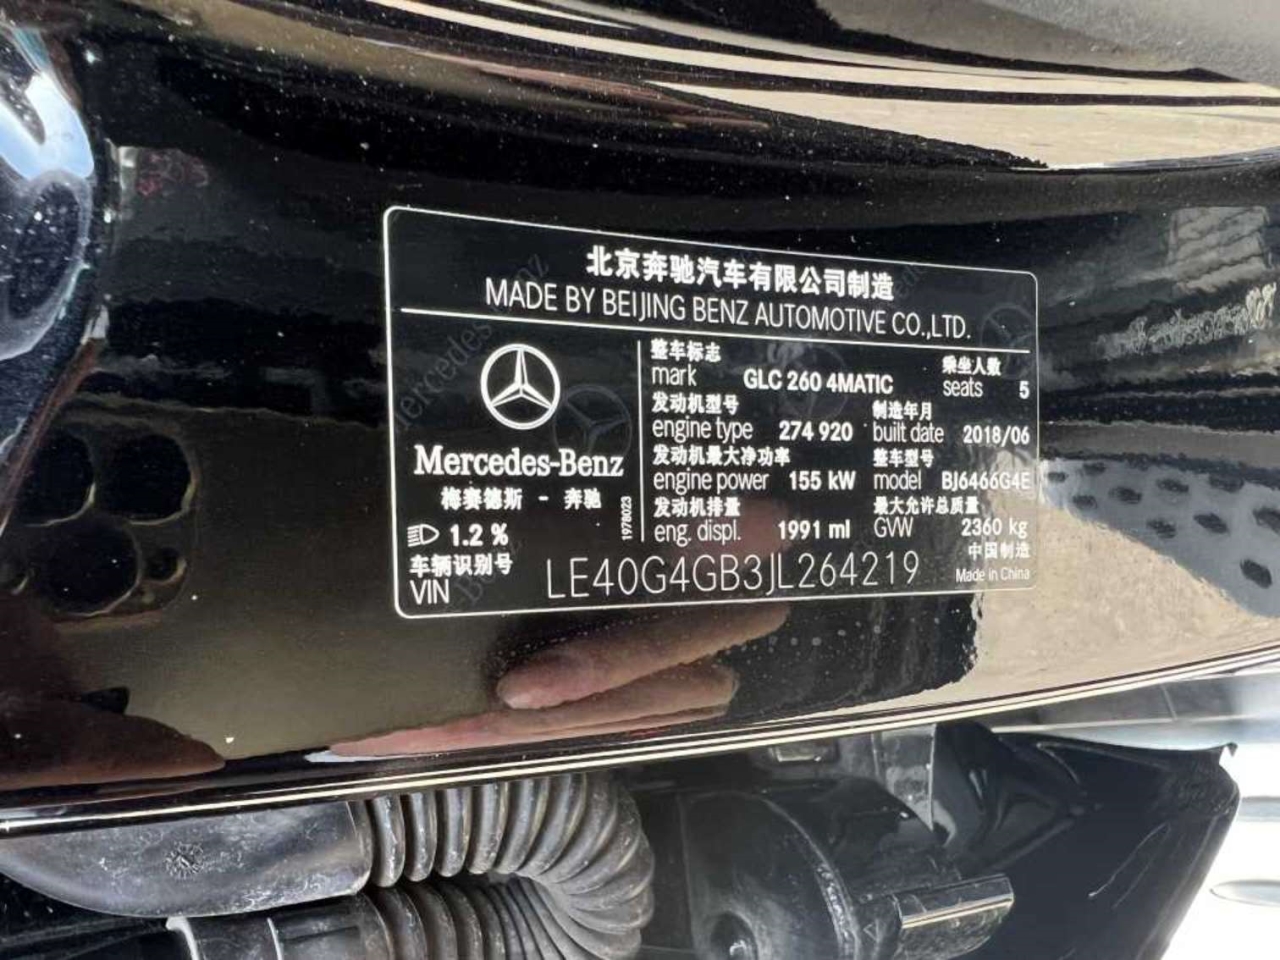 北京奔驰汽车有限公司制造
MADE BY BEIJING BENZ AUTOMOTIVE CO.,LTD.
Mercedes-Benz
梅赛德斯 - 奔驰
1.2 %
1978023
整车标志
mark GLC 260 4MATIC
乘坐人数
seats 5
发动机型号
engine type 274 920
制造年月
built date 2018/06
发动机最大净功率
engine power 155 kW
整车型号
model BJ6466G4E
发动机排量
eng. displ. 1991 ml
最大允许总质量
GVW 2360 kg
车辆识别号
VIN LE40G4GB3JL264219
中国制造
Made in China